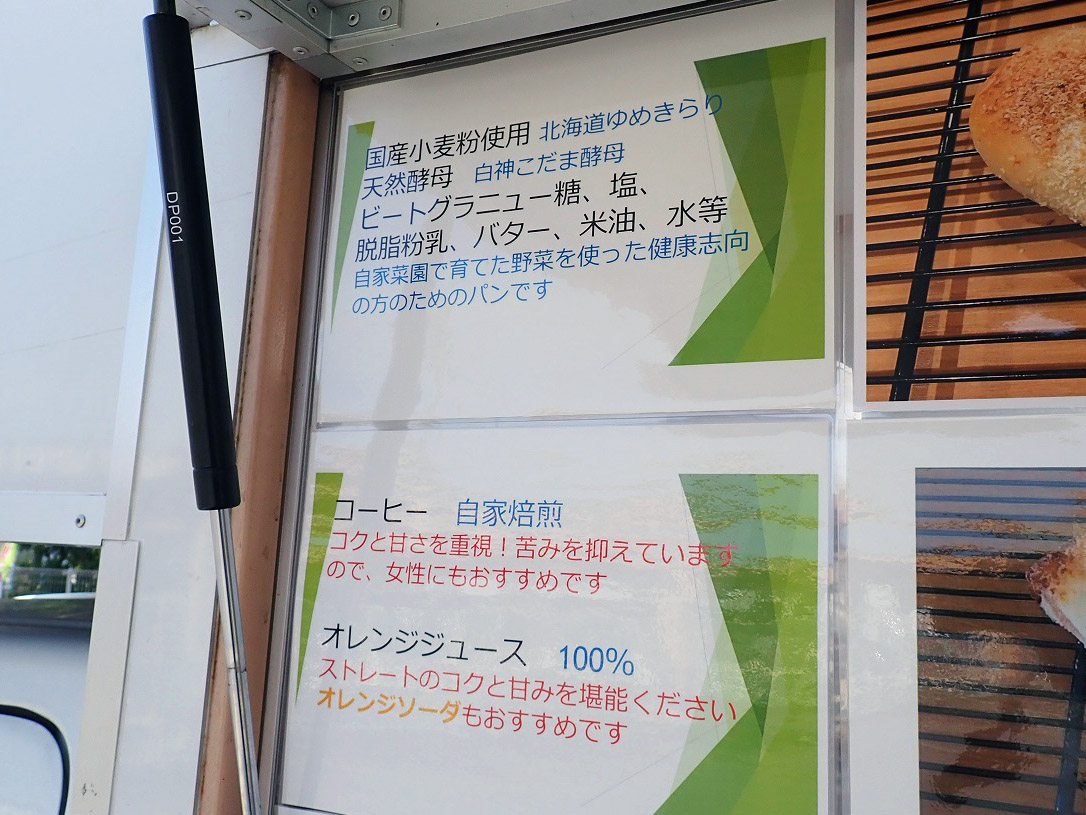 DP001
国産小麦粉使用 北海道ゆめきらり
天然酵母 白神こだま酵母
ビートグラニュー糖、塩、
脱脂粉乳、バター、米油、水等
自家菜園で育てた野菜を使った健康志向
の方のためのパンです
コーヒー 自家焙煎
コクと甘さを重視！苦みを抑えています
ので、女性にもおすすめです
オレンジジュース 100%
ストレートのコクと甘みを堪能ください
オレンジソーダもおすすめです